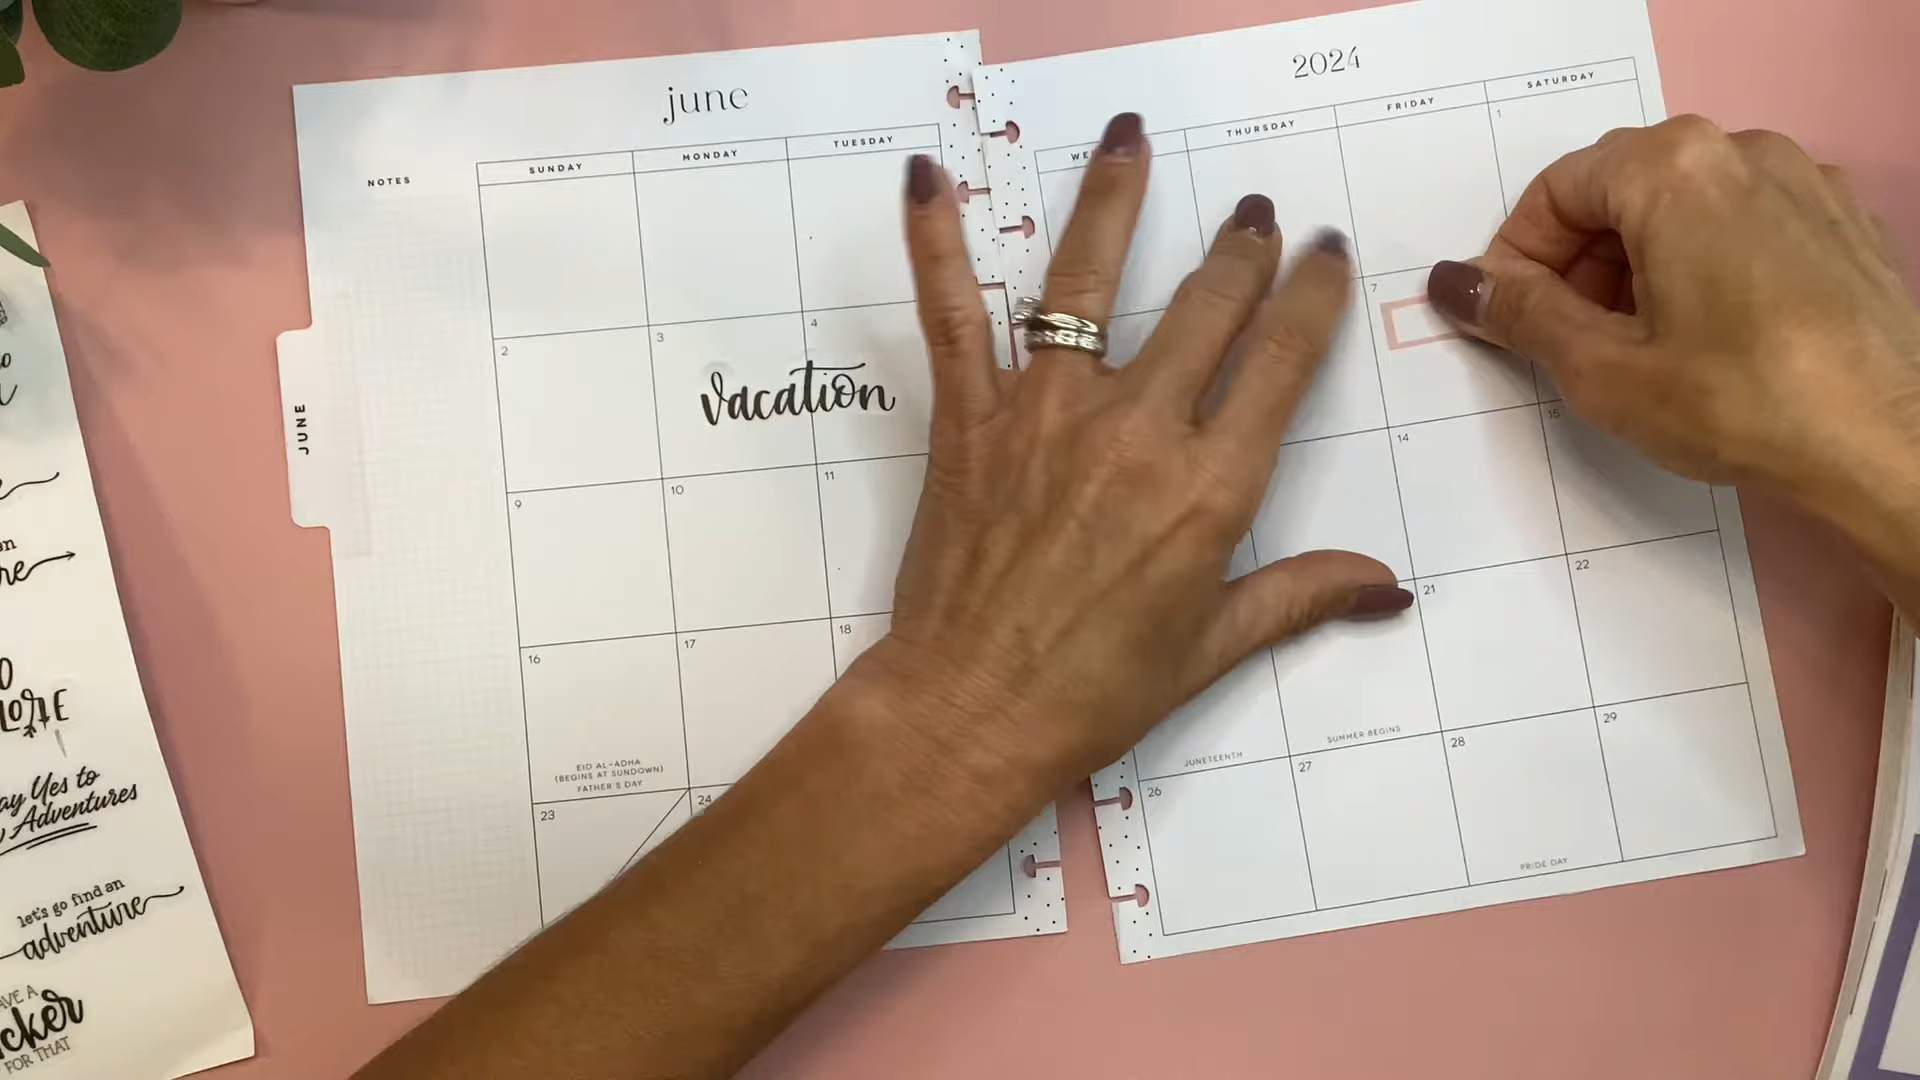 june
2024
NOTES
SUNDAY
MONDAY
TUESDAY
THURSDAY
FRIDAY
SATURDAY
1
2
3
4
7
vacation
9
10
11
14
15
16
17
18
21
22
EID AL-ADHA
(BEGINS AT SUNDOWN)
FATHER'S DAY
JUNETEENTH
SUMMER BEGINS
23
24
26
27
28
29
PRIDE DAY
JUNE
Yes to
Adventures
let's go find an
adventure
FOR THAT